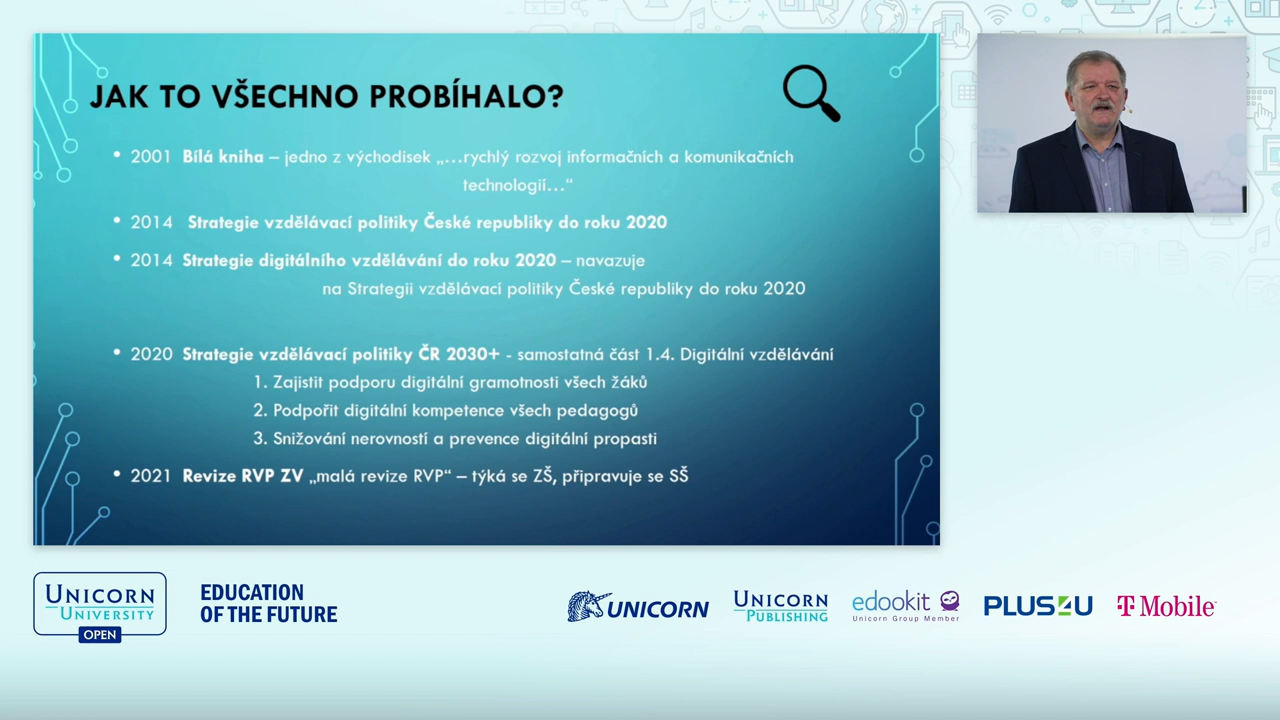 JAK TO VŠECHNO PROBÍHALO?
• 2001 Bílá kniha – jedno z východisek „…rychlý rozvoj informačních a komunikačních
technologií…“
• 2014 Strategie vzdělávací politiky České republiky do roku 2020
• 2014 Strategie digitálního vzdělávání do roku 2020 – navazuje
na Strategii vzdělávací politiky České republiky do roku 2020
• 2020 Strategie vzdělávací politiky ČR 2030+ - samostatná část 1.4. Digitální vzdělávání
1. Zajistit podporu digitální gramotnosti všech žáků
2. Podpořit digitální kompetence všech pedagogů
3. Snižování nerovností a prevence digitální propasti
• 2021 Revize RVP ZV „malá revize RVP“ – týká se ZŠ, připravuje se SŠ
UNICORN
UNIVERSITY
OPEN
EDUCATION
OF THE FUTURE
UNICORN
UNICORN
PUBLISHING
edookit
Unicorn Group Member
PLUS4U
T Mobile